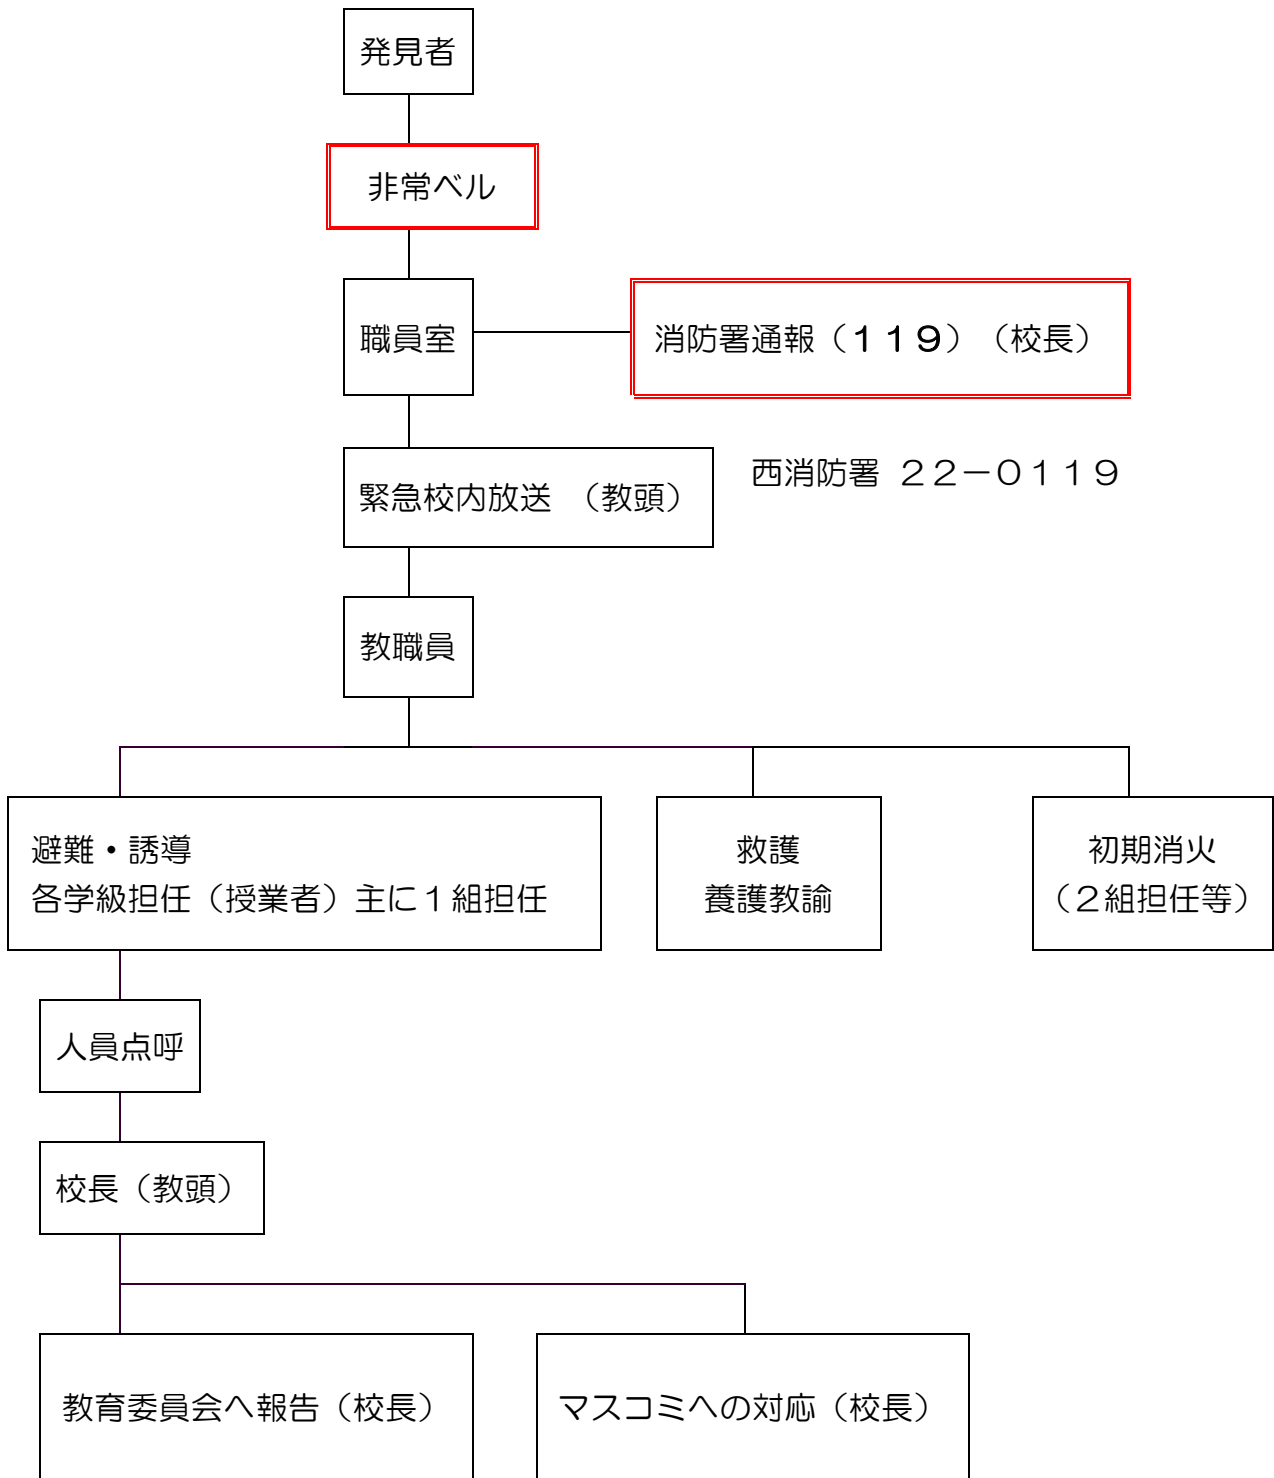 発見者
非常ベル
職員室
消防署通報（１１９）（校長）
緊急校内放送　（教頭）
西消防署　２２－０１１９
教職員
避難・誘導
各学級担任（授業者）主に１組担任
救護
養護教諭
初期消火
（２組担任等）
人員点呼
校長（教頭）
教育委員会へ報告（校長）
マスコミへの対応（校長）